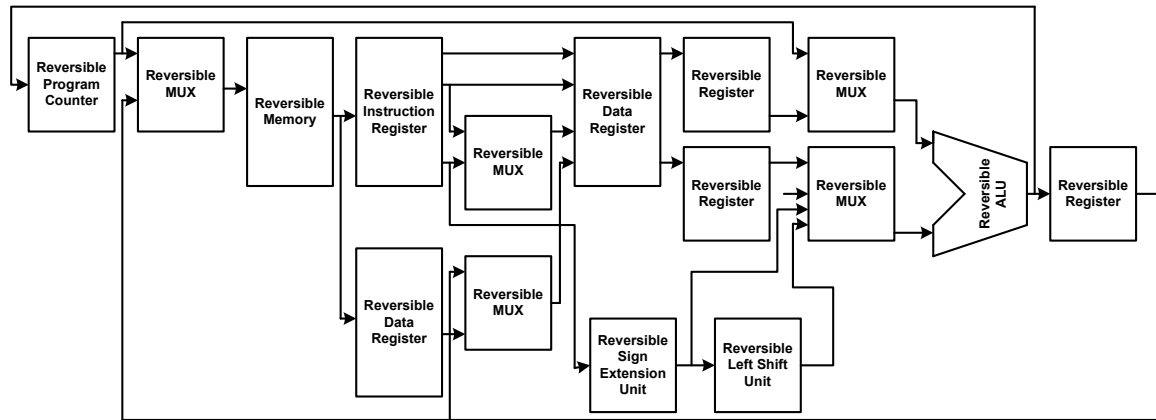 Reversible
Program
Counter
Reversible
MUX
Reversible
Memory
Reversible
Instruction
Register
Reversible
MUX
Reversible
Data
Register
Reversible
Register
Reversible
Register
Reversible
MUX
Reversible
MUX
Reversible
ALU
Reversible
Register
Reversible
Data
Register
Reversible
MUX
Reversible
Sign
Extension
Unit
Reversible
Left Shift
Unit